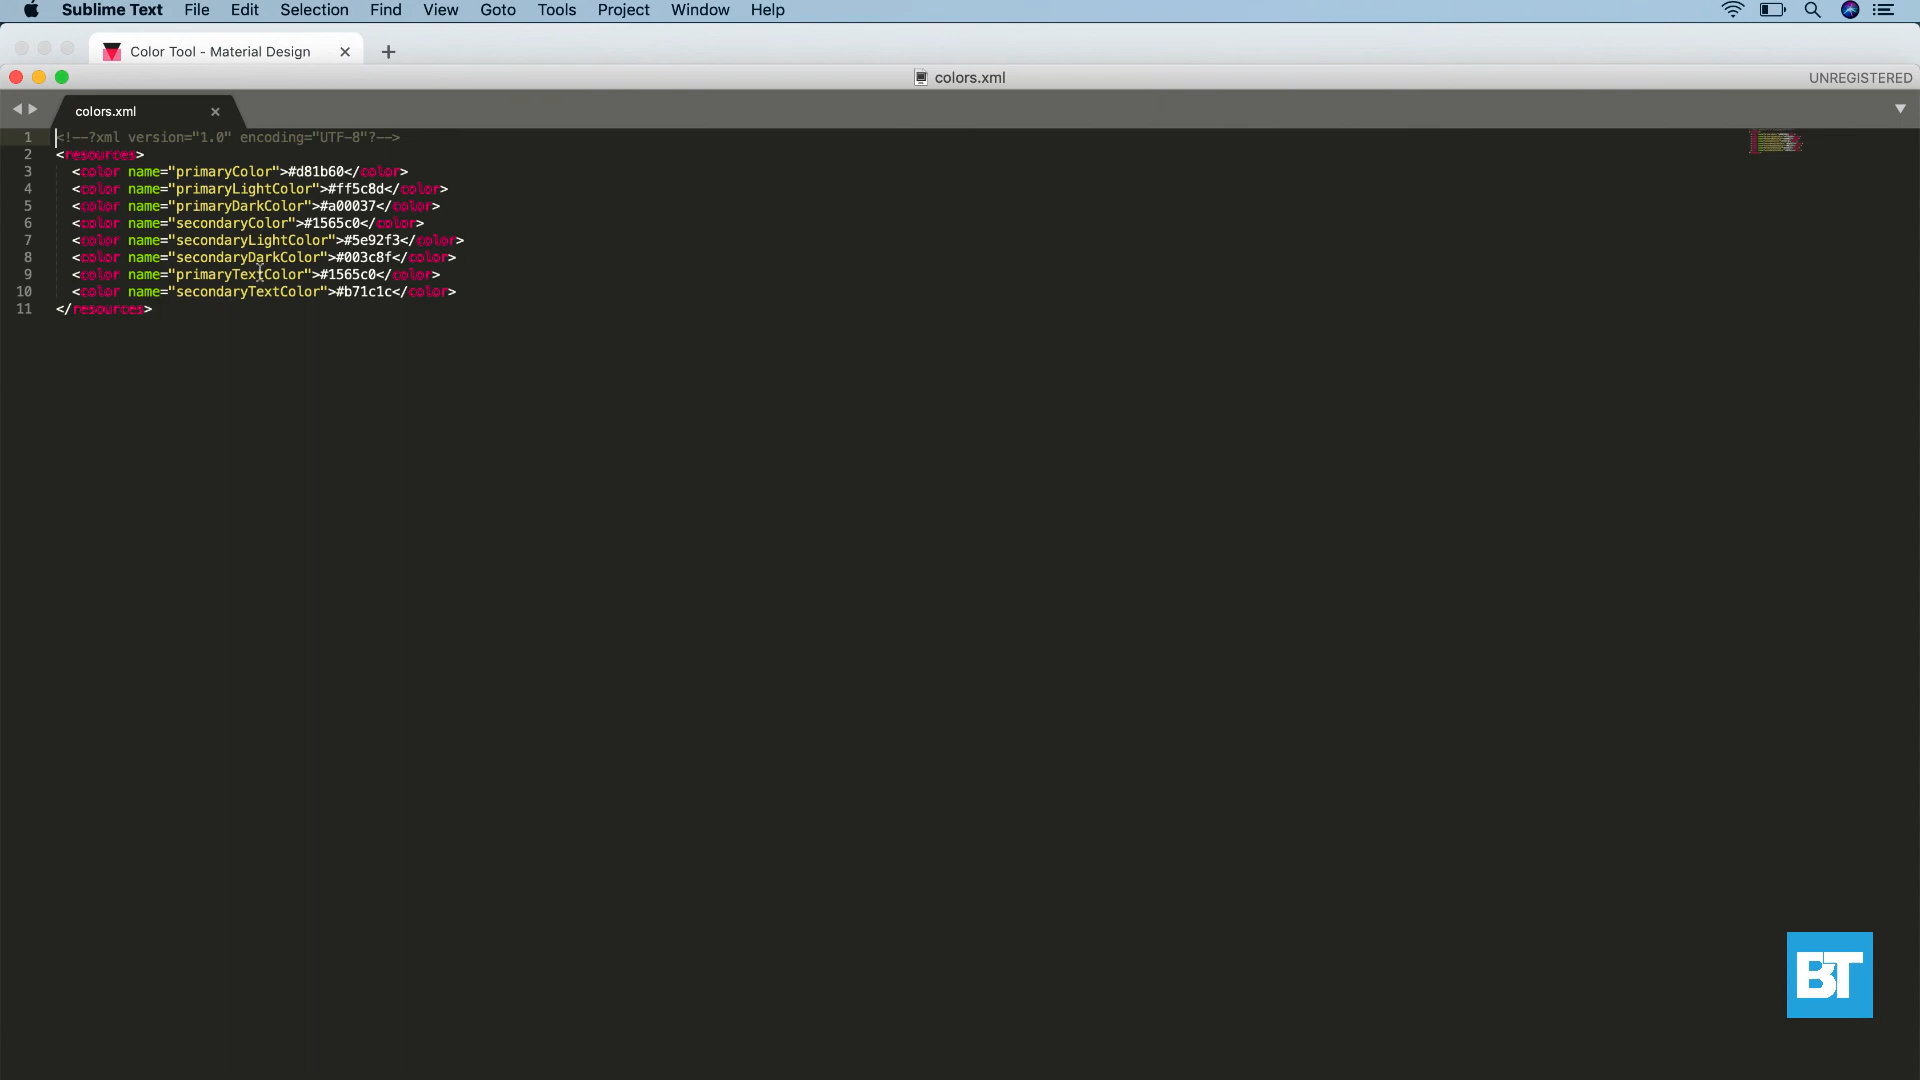 Sublime Text File Edit Selection Find View Goto Tools Project Window Help
Color Tool - Material Design
colors.xml
UNREGISTERED
colors.xml
1 <!--?xml version="1.0" encoding="UTF-8"?-->
2 <resources>
3 <color name="primaryColor">#d81b60</color>
4 <color name="primaryLightColor">#ff5c8d</color>
5 <color name="primaryDarkColor">#a00037</color>
6 <color name="secondaryColor">#1565c0</color>
7 <color name="secondaryLightColor">#5e92f3</color>
8 <color name="secondaryDarkColor">#003c8f</color>
9 <color name="primaryTextColor">#1565c0</color>
10 <color name="secondaryTextColor">#b71c1c</color>
11 </resources>
BT